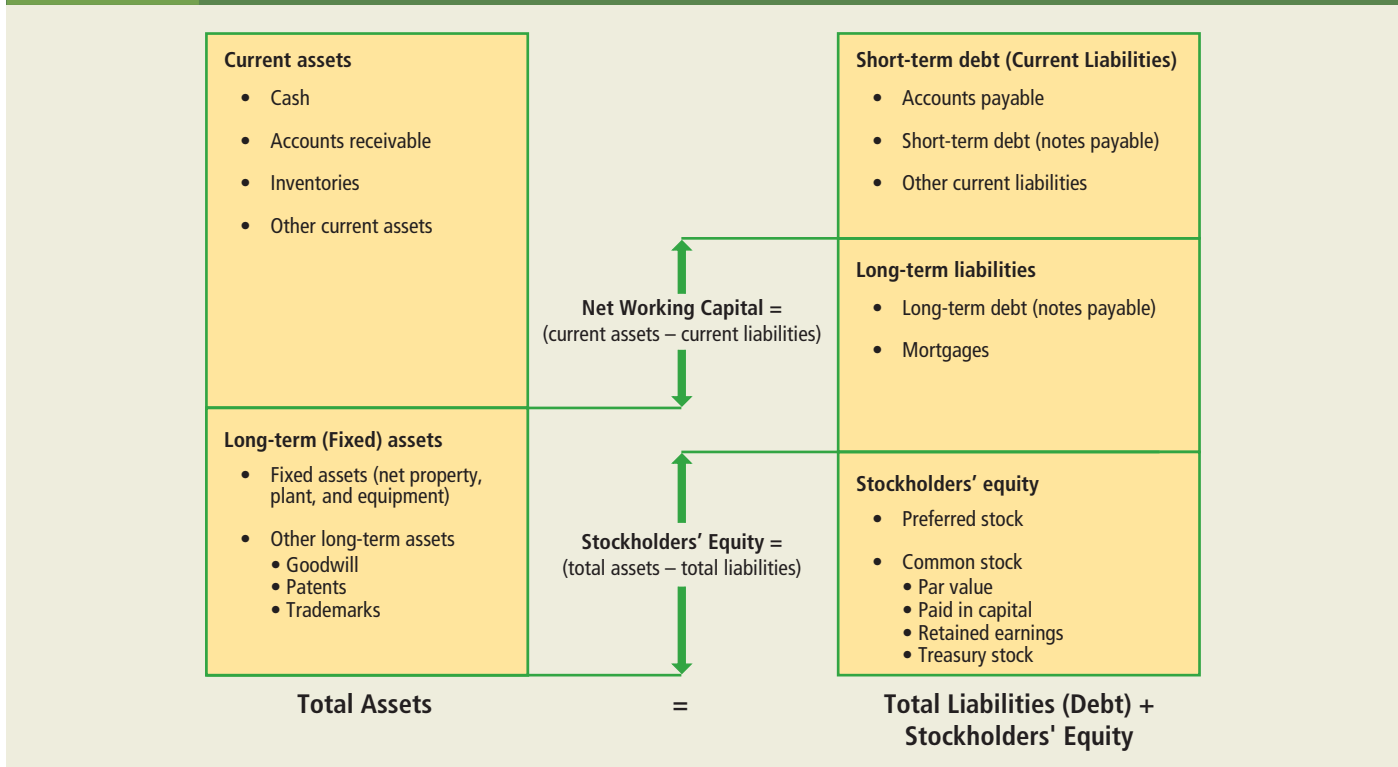 Current assets
• Cash
• Accounts receivable
• Inventories
• Other current assets
Long-term (Fixed) assets
• Fixed assets (net property,
plant, and equipment)
• Other long-term assets
• Goodwill
• Patents
• Trademarks
Net Working Capital =
(current assets – current liabilities)
Stockholders’ Equity =
(total assets – total liabilities)
Short-term debt (Current Liabilities)
• Accounts payable
• Short-term debt (notes payable)
• Other current liabilities
Long-term liabilities
• Long-term debt (notes payable)
• Mortgages
Stockholders’ equity
• Preferred stock
• Common stock
• Par value
• Paid in capital
• Retained earnings
• Treasury stock
Total Assets
=
Total Liabilities (Debt) +
Stockholders' Equity